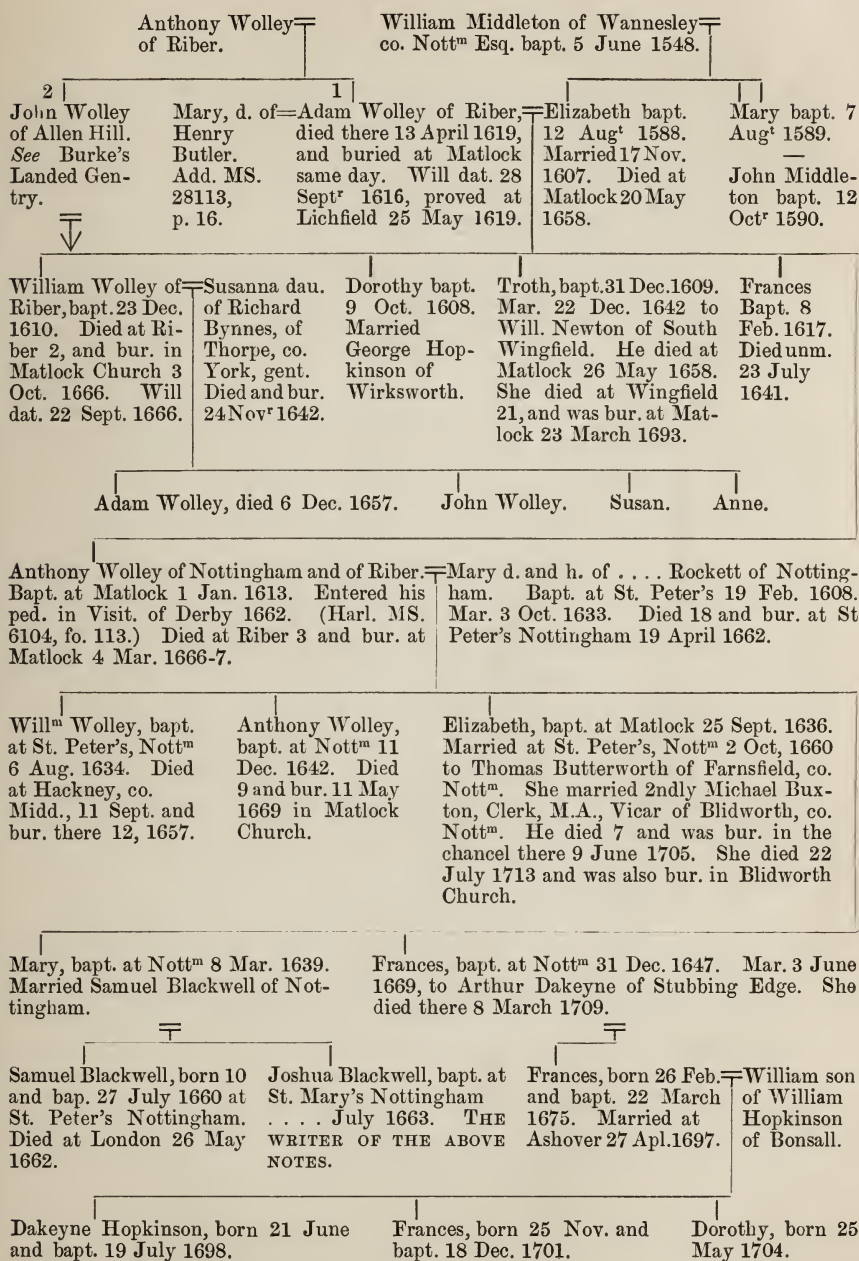 Anthony Wolley
of Riber.
William Middleton of Wannesley
co. Nottᵐ Esq. bapt. 5 June 1548.
2
John Wolley
of Allen Hill.
See Burke's
Landed Gen-
try.
Mary, d. of
Henry
Butler.
Add. MS.
28113,
p. 16.
1
Adam Wolley of Riber,
died there 13 April 1619,
and buried at Matlock
same day. Will dat. 28
Septʳ 1616, proved at
Lichfield 25 May 1619.
Elizabeth bapt.
12 Augᵗ 1588.
Married 17 Nov.
1607. Died at
Matlock 20 May
1658.
Mary bapt. 7
Augᵗ 1589.
—
John Middle-
ton bapt. 12
Octʳ 1590.
William Wolley of
Riber, bapt. 23 Dec.
1610. Died at Ri-
ber 2, and bur. in
Matlock Church 3
Oct. 1666. Will
dat. 22 Sept. 1666.
Susanna dau.
of Richard
Bynnes, of
Thorpe, co.
York, gent.
Died and bur.
24 Novʳ 1642.
Dorothy bapt.
9 Oct. 1608.
Married
George Hop-
kinson of
Wirksworth.
Troth, bapt. 31 Dec. 1609.
Mar. 22 Dec. 1642 to
Will. Newton of South
Wingfield. He died at
Matlock 26 May 1658.
She died at Wingfield
21, and was bur. at Mat-
lock 23 March 1693.
Frances
Bapt. 8
Feb. 1617.
Died unm.
23 July
1641.
Adam Wolley, died 6 Dec. 1657. John Wolley. Susan. Anne.
Anthony Wolley of Nottingham and of Riber.
Bapt. at Matlock 1 Jan. 1613. Entered his
ped. in Visit. of Derby 1662. (Harl. MS.
6104, fo. 113.) Died at Riber 3 and bur. at
Matlock 4 Mar. 1666-7.
Mary d. and h. of . . . . Rockett of Notting-
ham. Bapt. at St. Peter's 19 Feb. 1608.
Mar. 3 Oct. 1633. Died 18 and bur. at St
Peter's Nottingham 19 April 1662.
Willᵐ Wolley, bapt.
at St. Peter's, Nottᵐ
6 Aug. 1634. Died
at Hackney, co.
Midd., 11 Sept. and
bur. there 12, 1657.
Anthony Wolley,
bapt. at Nottᵐ 11
Dec. 1642. Died
9 and bur. 11 May
1669 in Matlock
Church.
Elizabeth, bapt. at Matlock 25 Sept. 1636.
Married at St. Peter's, Nottᵐ 2 Oct, 1660
to Thomas Butterworth of Farnsfield, co.
Nottᵐ. She married 2ndly Michael Bux-
ton, Clerk, M.A., Vicar of Blidworth, co.
Nottᵐ. He died 7 and was bur. in the
chancel there 9 June 1705. She died 22
July 1713 and was also bur. in Blidworth
Church.
Mary, bapt. at Nottᵐ 8 Mar. 1639.
Married Samuel Blackwell of Not-
tingham.
Frances, bapt. at Nottᵐ 31 Dec. 1647. Mar. 3 June
1669, to Arthur Dakeyne of Stubbing Edge. She
died there 8 March 1709.
Samuel Blackwell, born 10
and bap. 27 July 1660 at
St. Peter's Nottingham.
Died at London 26 May
1662.
Joshua Blackwell, bapt. at
St. Mary's Nottingham
. . . . July 1663. THE
WRITER OF THE ABOVE
NOTES.
Frances, born 26 Feb.
and bapt. 22 March
1675. Married at
Ashover 27 Apl. 1697.
William son
of William
Hopkinson
of Bonsall.
Dakeyne Hopkinson, born 21 June
and bapt. 19 July 1698.
Frances, born 25 Nov. and
bapt. 18 Dec. 1701.
Dorothy, born 25
May 1704.